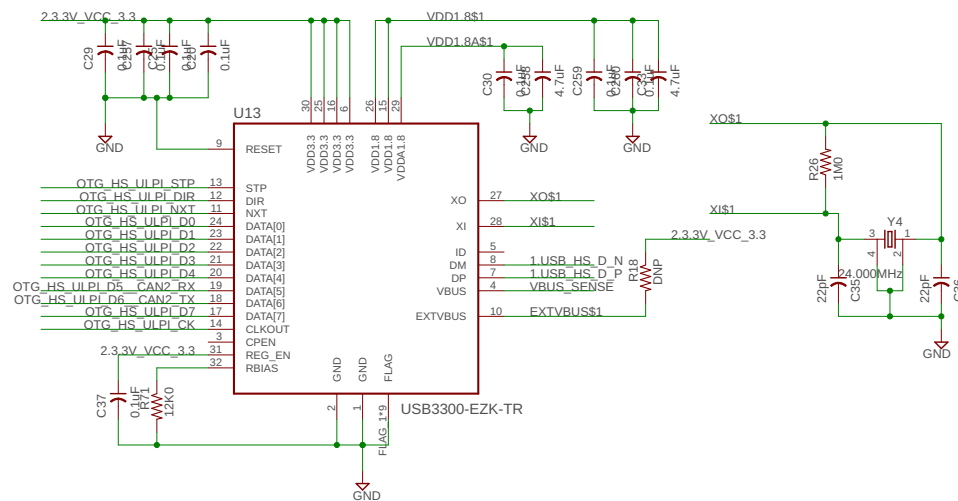 2.3.3V_VCC_3.3
C29
0.1uF
C257
0.1uF
C25
0.1uF
0.1uF
GND
VDD1.8$1
VDD1.8A$1
C30
0.1uF
C258
4.7uF
C259
0.1uF
C260
0.1uF
C33
4.7uF
GND
GND
U13
30
25
16
6
26
15
29
VDD3.3
VDD3.3
VDD3.3
VDD3.3
VDD1.8
VDD1.8
VDDA1.8
9
RESET
OTG_HS_ULPI_STP
13
STP
OTG_HS_ULPI_DIR
12
DIR
OTG_HS_ULPI_NXT
11
NXT
OTG_HS_ULPI_D0
24
DATA[0]
OTG_HS_ULPI_D1
23
DATA[1]
OTG_HS_ULPI_D2
22
DATA[2]
OTG_HS_ULPI_D3
21
DATA[3]
OTG_HS_ULPI_D4
20
DATA[4]
OTG_HS_ULPI_D5__CAN2_RX
19
DATA[5]
OTG_HS_ULPI_D6__CAN2_TX
18
DATA[6]
OTG_HS_ULPI_D7
17
DATA[7]
OTG_HS_ULPI_CK
14
CLKOUT
3
CPEN
2.3.3V_VCC_3.3
31
REG_EN
32
RBIAS
XO
27
XO$1
XI
28
XI$1
ID
5
DM
8
1.USB_HS_D_N
DP
7
1.USB_HS_D_P
VBUS
4
VBUS_SENSE
EXTVBUS
10
EXTVBUS$1
2.3.3V_VCC_3.3
R18
DNP
GND
GND
FLAG
2
1
FLAG_1*9
USB3300-EZK-TR
C37
0.1uF
R71
12K0
GND
XO$1
R26
1M0
XI$1
Y4
3
1
4
2
24.000MHz
22pF
C35
22pF
C36
GND